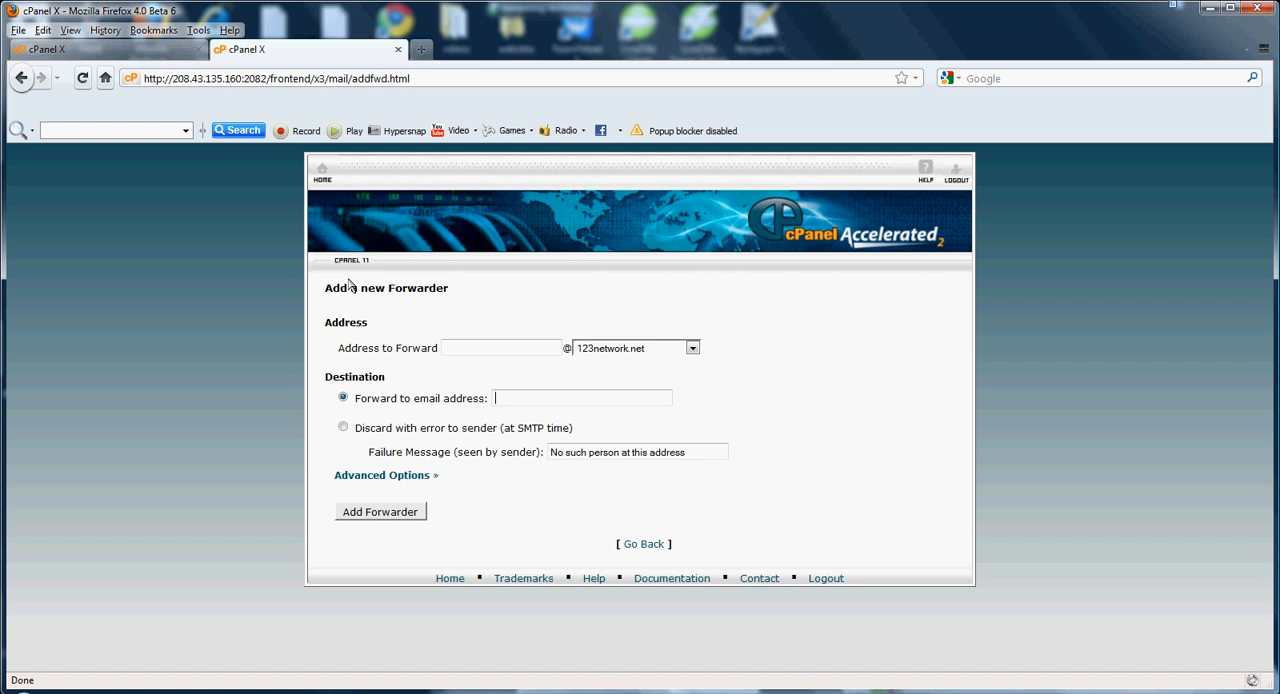 cPanel X - Mozilla Firefox 4.0 Beta 6
File Edit View History Bookmarks Tools Help
cPanel X
cPanel X
http://208.43.135.160:2082/frontend/x3/mail/addfwd.html
Google
Search Record Play Hypersnap Video Games Radio Popup blocker disabled
HOME HELP LOGOUT
cPanel Accelerated2
CPANEL 11
Add a new Forwarder
Address
Address to Forward @ 123network.net
Destination
Forward to email address:
Discard with error to sender (at SMTP time)
Failure Message (seen by sender): No such person at this address
Advanced Options »
Add Forwarder
[ Go Back ]
Home ▪ Trademarks ▪ Help ▪ Documentation ▪ Contact ▪ Logout
Done